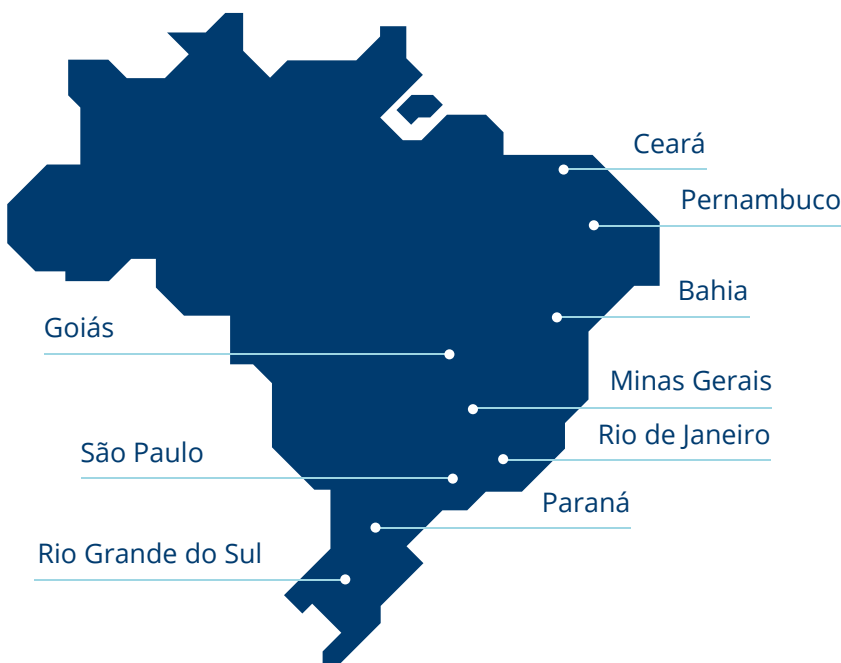 Ceará
Pernambuco
Bahia
Goiás
Minas Gerais
Rio de Janeiro
São Paulo
Paraná
Rio Grande do Sul